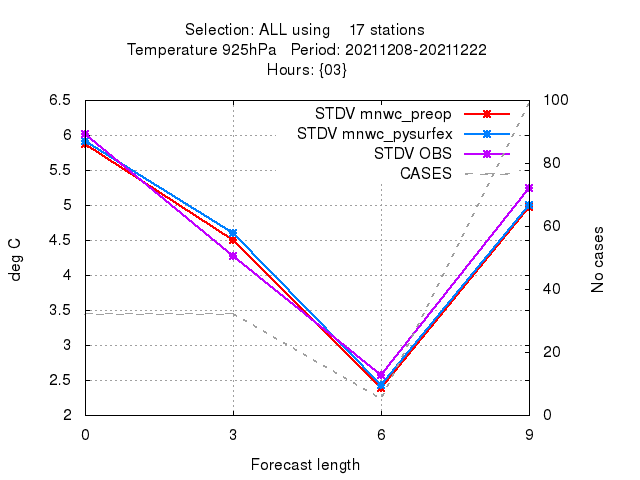 Selection: ALL using 17 stations
Temperature 925hPa Period: 20211208-20211222
Hours: {03}
STDV mnwc_preop
STDV mnwc_pysurfex
STDV OBS
CASES
6.5
6
5.5
5
4.5
4
3.5
3
2.5
2
deg C
100
80
60
40
20
0
No cases
0 3 6 9
Forecast length